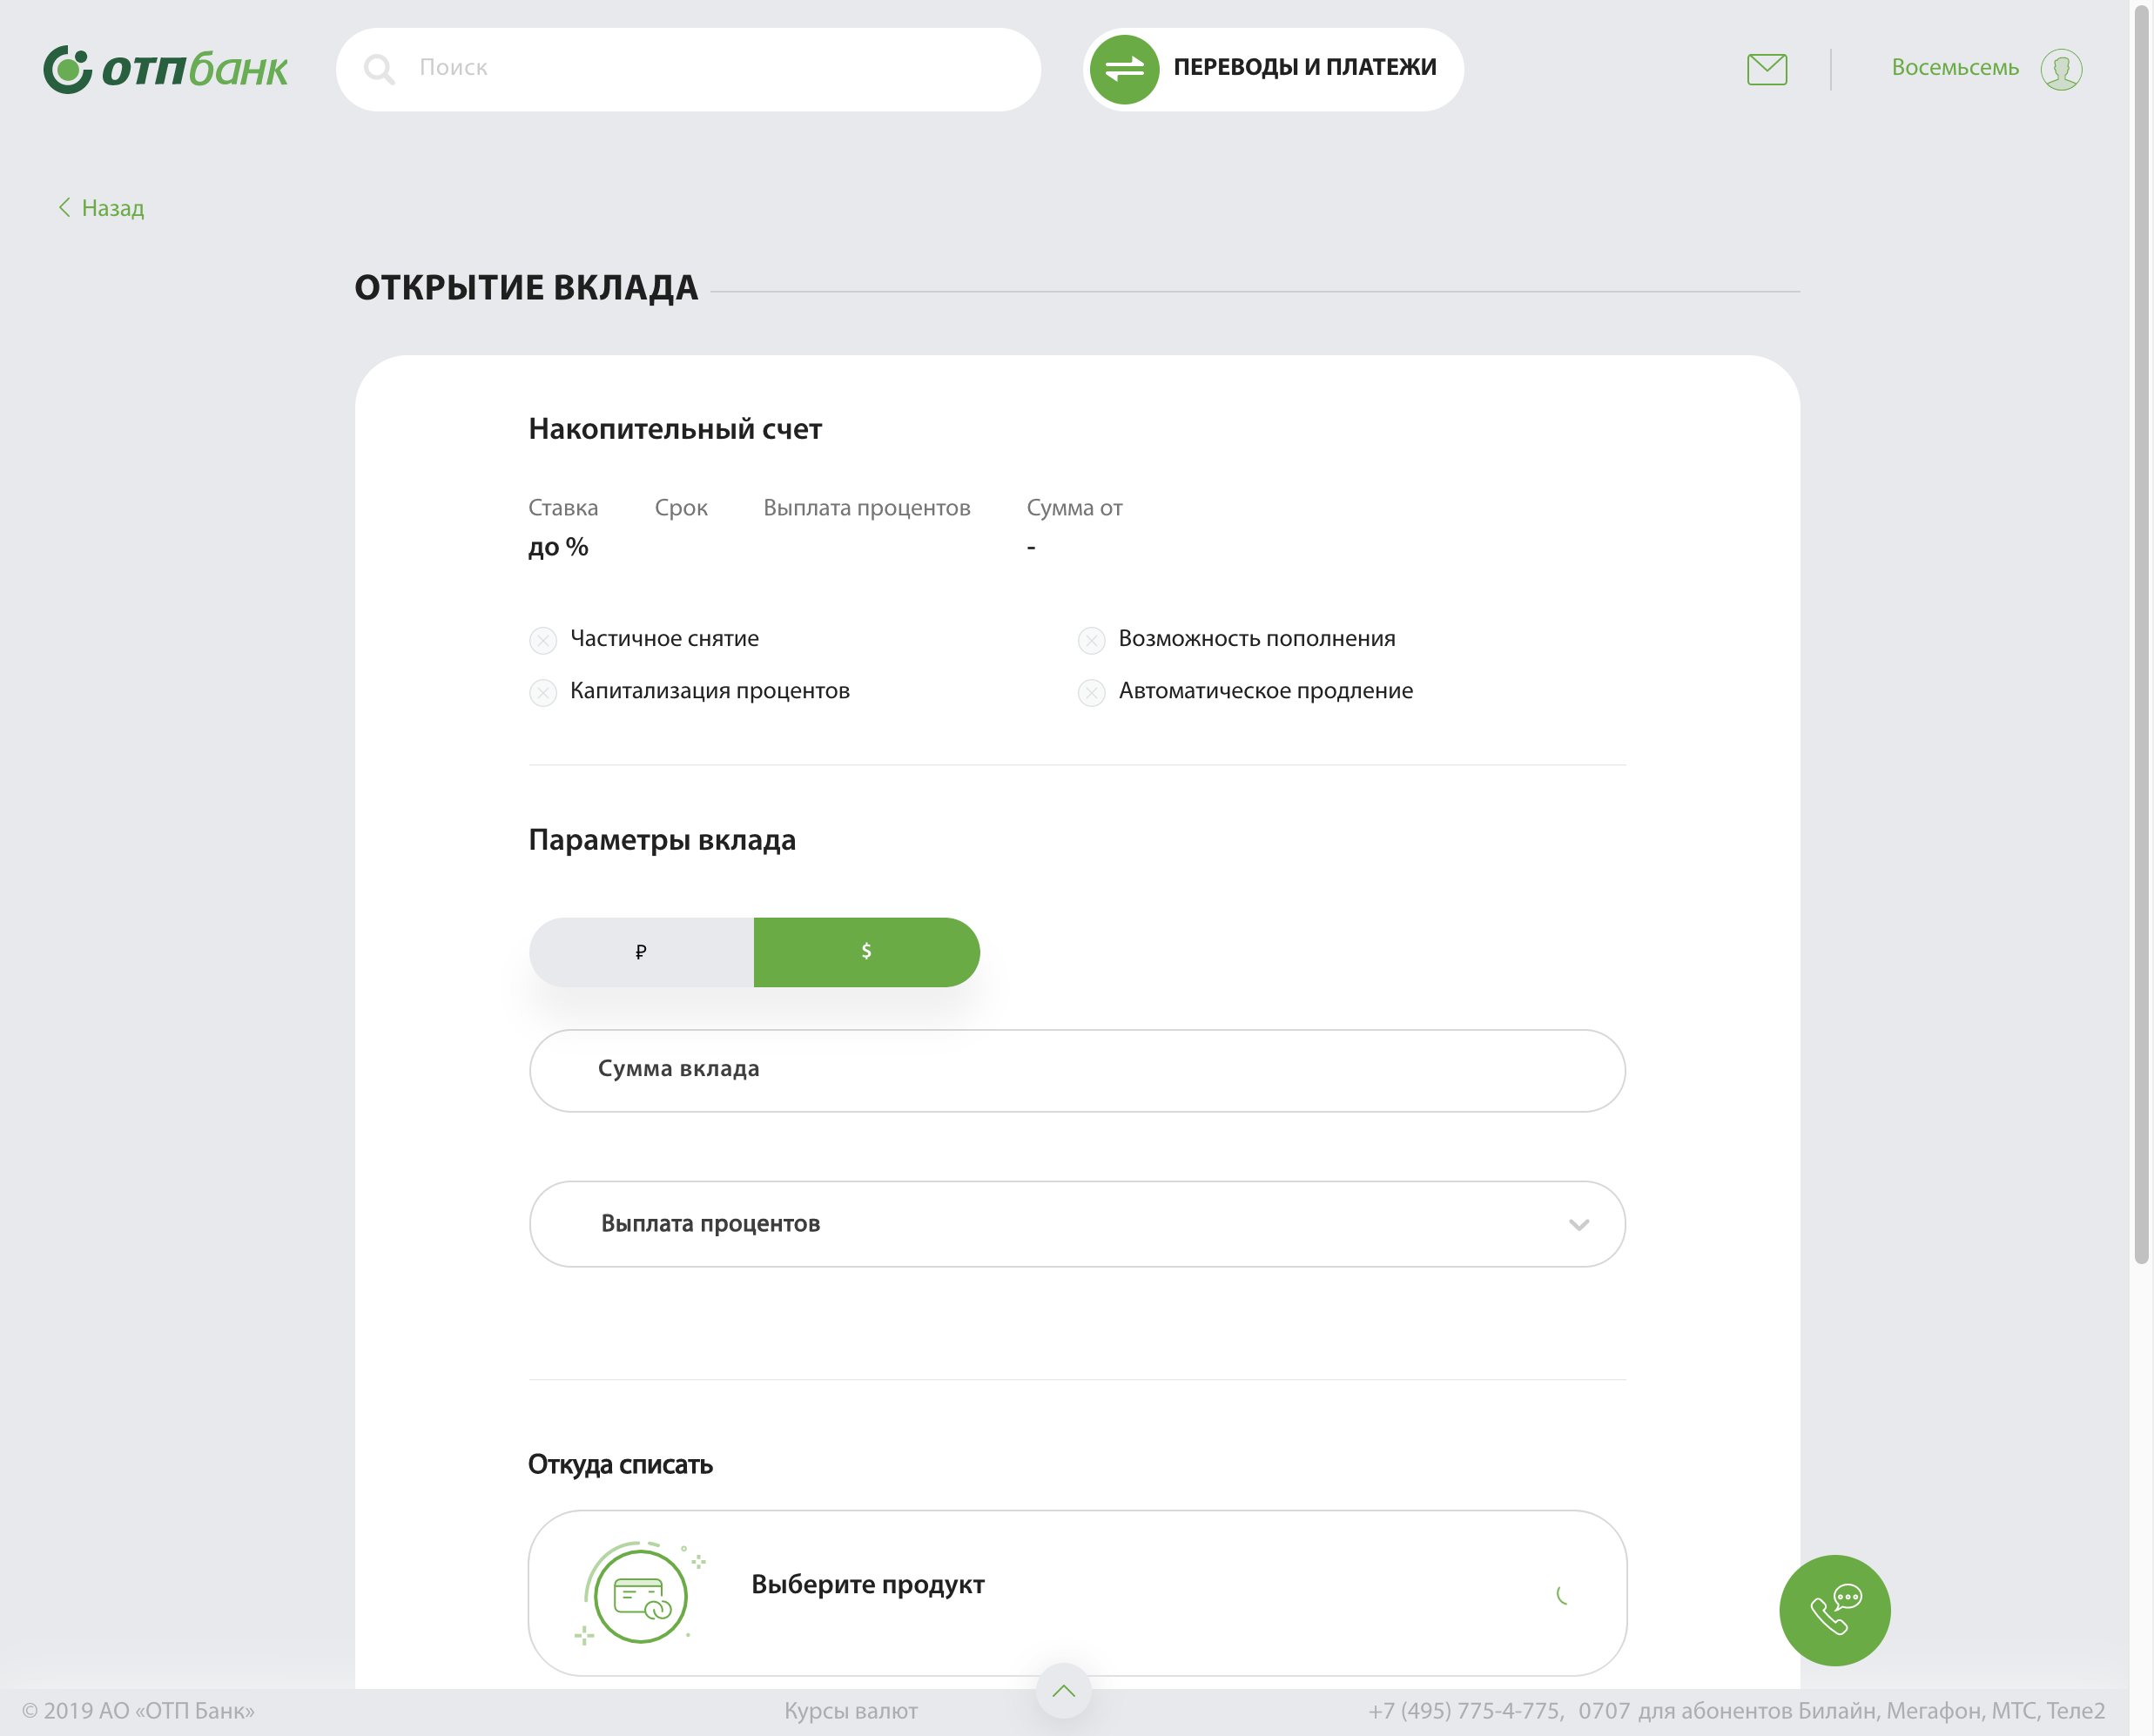 отпбанк
Поиск
ПЕРЕВОДЫ И ПЛАТЕЖИ
Восемьсемь
Назад
ОТКРЫТИЕ ВКЛАДА
Накопительный счет
Ставка Срок Выплата процентов Сумма от
до % -
Частичное снятие Возможность пополнения
Капитализация процентов Автоматическое продление
Параметры вклада
₽ $
Сумма вклада
Выплата процентов
Откуда списать
Выберите продукт
© 2019 АО «ОТП Банк» Курсы валют +7 (495) 775-4-775, 0707 для абонентов Билайн, Мегафон, МТС, Теле2